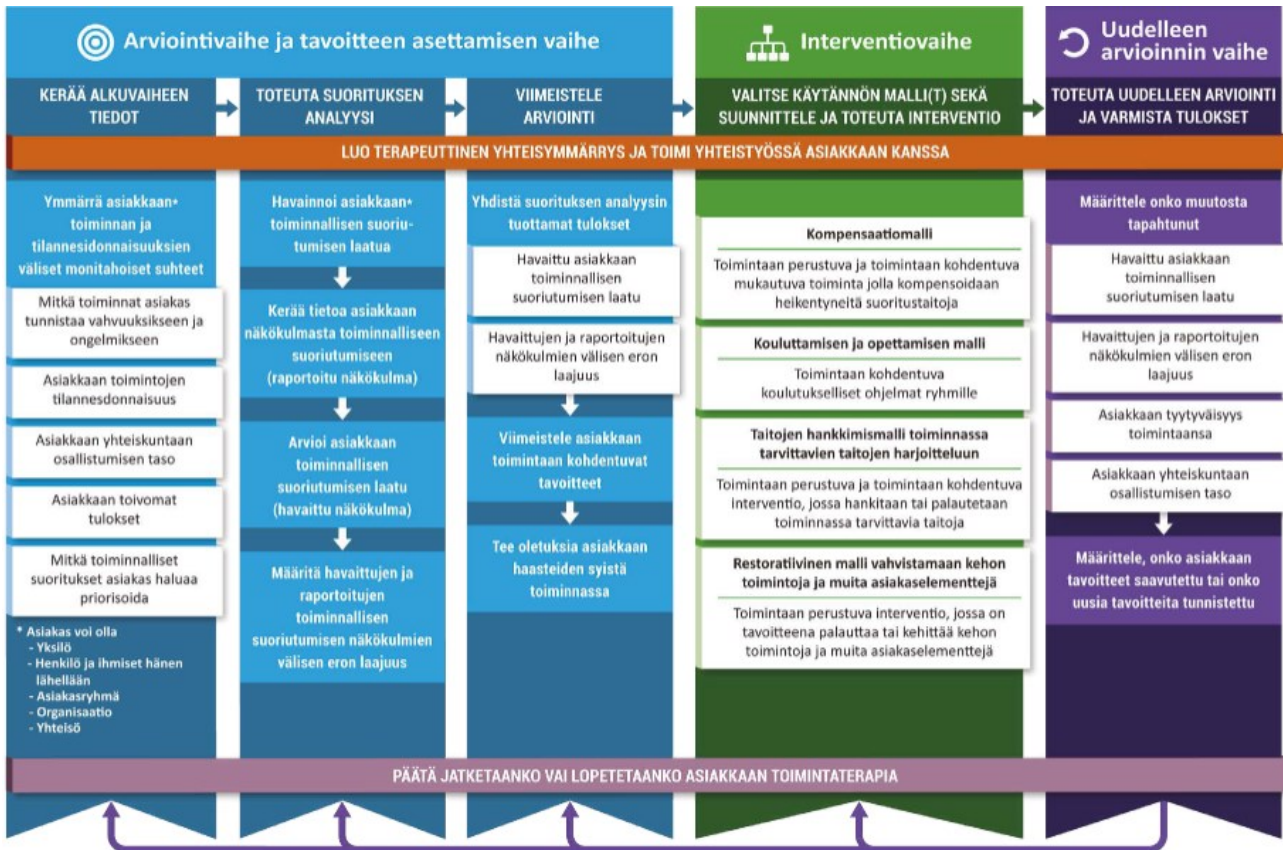 Arviointivaihe ja tavoitteen asettamisen vaihe
Interventiovaihe
Uudelleen
arvioinnin vaihe
KERÄÄ ALKUVAIHEEN
TIEDOT
TOTEUTA SUORITUKSEN
ANALYYSI
VIIMEISTELE
ARVIOINTI
VALITSE KÄYTÄNNÖN MALLI(T) SEKÄ
SUUNNITTELE JA TOTEUTA INTERVENTIO
TOTEUTA UUDELLEEN ARVIOINTI
JA VARMISTA TULOKSET
LUO TERAPEUTTINEN YHTEISYMMÄRRYS JA TOIMI YHTEISTYÖSSÄ ASIAKKAAN KANSSA
Ymmärrä asiakkaan*
toiminnan ja
tilannesidonnaisuuksien
väliset monitahoiset suhteet
Mitkä toiminnat asiakas
tunnistaa vahvuuksikseen ja
ongelmikseen
Asiakkaan toimintojen
tilannesdonnaisuus
Asiakkaan yhteiskuntaan
osallistumisen taso
Asiakkaan toivomat
tulokset
Mitkä toiminnalliset
suoritukset asiakas haluaa
priorisoida
* Asiakas voi olla
- Yksilö
- Henkilö ja ihmiset hänen
lähellään
- Asiakasryhmä
- Organisaatio
- Yhteisö
Havainnoi asiakkaan*
toiminnallisen suoriu-
tumisen laatua
Kerää tietoa asiakkaan
näkökulmasta toiminnalliseen
suoriutumiseen
(raportoitu näkökulma)
Arvioi asiakkaan
toiminnallisen
suoriutumisen laatu
(havaittu näkökulma)
Määritä havaittujen ja
raportoitujen
toiminnallisen
suoriutumisen näkökulmien
välisen eron laajuus
Yhdistä suorituksen analyysin
tuottamat tulokset
Havaittu asiakkaan
toiminnallisen
suoriutumisen laatu
Havaittujen ja raportoitujen
näkökulmien välisen eron
laajuus
Viimeistele asiakkaan
toimintaan kohdentuvat
tavoitteet
Tee oletuksia asiakkaan
haasteiden syistä
toiminnassa
Kompensaatiomalli
Toimintaan perustuva ja toimintaan kohdentuva
mukautuva toiminta jolla kompensoidaan
heikentyneitä suoritustaitoja
Kouluttamisen ja opettamisen malli
Toimintaan kohdentuva
koulutukselliset ohjelmat ryhmille
Taitojen hankkimismalli toiminnassa
tarvittavien taitojen harjoitteluun
Toimintaan perustuva ja toimintaan kohdentuva
interventio, jossa hankitaan tai palautetaan
toiminnassa tarvittavia taitoja
Restoratiivinen malli vahvistamaan kehon
toimintoja ja muita asiakaselementtejä
Toimintaan perustuva interventio, jossa on
tavoitteena palauttaa tai kehittää kehon
toimintoja ja muita asiakaselementtejä
Määrittele onko muutosta
tapahtunut
Havaittu asiakkaan
toiminnallisen
suoriutumisen laatu
Havaittujen ja raportoitujen
näkökulmien välisen eron
laajuus
Asiakkaan tyytyväisyys
toimintaansa
Asiakkaan yhteiskuntaan
osallistumisen taso
Määrittele, onko asiakkaan
tavoitteet saavutettu tai onko
uusia tavoitteita tunnistettu
PÄÄTÄ JATKETAANKO VAI LOPETETAANKO ASIAKKAAN TOIMINTATERAPIA